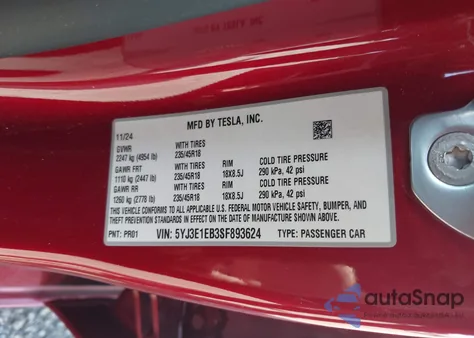 MFD BY TESLA, INC.
11/24
GVWR
2247 kg (4954 lb)
WITH TIRES
235/45R18
GAWR FRT
1110 kg (2447 lb)
WITH TIRES
235/45R18
RIM
18X8.5J
COLD TIRE PRESSURE
290 kPa, 42 psi
GAWR RR
1260 kg (2778 lb)
WITH TIRES
235/45R18
RIM
18X8.5J
COLD TIRE PRESSURE
290 kPa, 42 psi
THIS VEHICLE CONFORMS TO ALL APPLICABLE U.S. FEDERAL MOTOR VEHICLE SAFETY, BUMPER, AND
THEFT PREVENTION STANDARDS IN EFFECT ON THE DATE OF MANUFACTURE SHOWN ABOVE.
PNT: PR01 VIN: 5YJ3E1EB3SF893624 TYPE: PASSENGER CAR
autoSnap